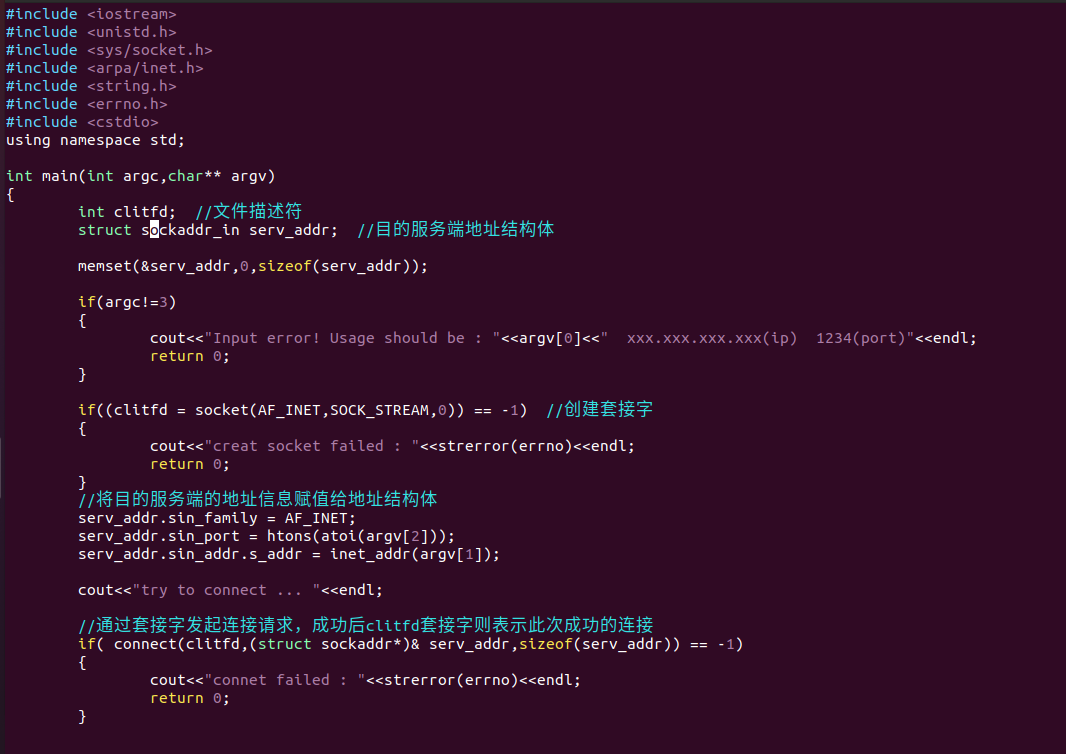 #include <iostream>
#include <unistd.h>
#include <sys/socket.h>
#include <arpa/inet.h>
#include <string.h>
#include <errno.h>
#include <cstdio>
using namespace std;
int main(int argc,char** argv)
{
int clitfd;  //文件描述符
struct sockaddr_in serv_addr;  //目的服务端地址结构体
memset(&serv_addr,0,sizeof(serv_addr));
if(argc!=3)
{
cout<<"Input error! Usage should be : "<<argv[0]<<"  xxx.xxx.xxx.xxx(ip)  1234(port)"<<endl;
return 0;
}
if((clitfd = socket(AF_INET,SOCK_STREAM,0)) == -1)  //创建套接字
{
cout<<"creat socket failed : "<<strerror(errno)<<endl;
return 0;
}
//将目的服务端的地址信息赋值给地址结构体
serv_addr.sin_family = AF_INET;
serv_addr.sin_port = htons(atoi(argv[2]));
serv_addr.sin_addr.s_addr = inet_addr(argv[1]);
cout<<"try to connect ... "<<endl;
//通过套接字发起连接请求，成功后clitfd套接字则表示此次成功的连接
if( connect(clitfd,(struct sockaddr*)& serv_addr,sizeof(serv_addr)) == -1)
{
cout<<"connet failed : "<<strerror(errno)<<endl;
return 0;
}